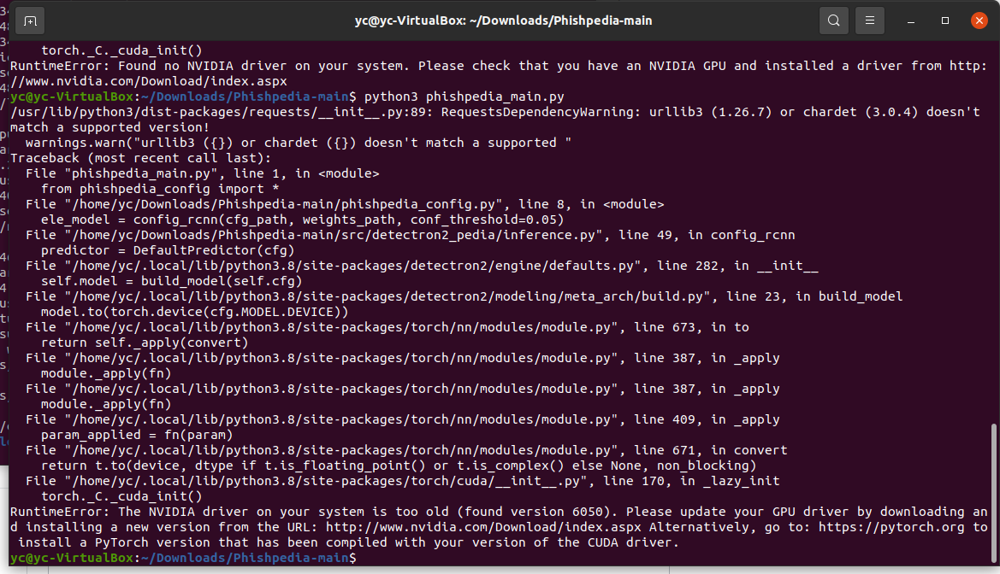 yc@yc-VirtualBox: ~/Downloads/Phishpedia-main
torch._C._cuda_init()
RuntimeError: Found no NVIDIA driver on your system. Please check that you have an NVIDIA GPU and installed a driver from http:
//www.nvidia.com/Download/index.aspx
yc@yc-VirtualBox:~/Downloads/Phishpedia-main$ python3 phishpedia_main.py
/usr/lib/python3/dist-packages/requests/__init__.py:89: RequestsDependencyWarning: urllib3 (1.26.7) or chardet (3.0.4) doesn't
match a supported version!
warnings.warn("urllib3 ({}) or chardet ({}) doesn't match a supported "
Traceback (most recent call last):
File "phishpedia_main.py", line 1, in <module>
from phishpedia_config import *
File "/home/yc/Downloads/Phishpedia-main/phishpedia_config.py", line 8, in <module>
ele_model = config_rcnn(cfg_path, weights_path, conf_threshold=0.05)
File "/home/yc/Downloads/Phishpedia-main/src/detectron2_pedia/inference.py", line 49, in config_rcnn
predictor = DefaultPredictor(cfg)
File "/home/yc/.local/lib/python3.8/site-packages/detectron2/engine/defaults.py", line 282, in __init__
self.model = build_model(self.cfg)
File "/home/yc/.local/lib/python3.8/site-packages/detectron2/modeling/meta_arch/build.py", line 23, in build_model
model.to(torch.device(cfg.MODEL.DEVICE))
File "/home/yc/.local/lib/python3.8/site-packages/torch/nn/modules/module.py", line 673, in to
return self._apply(convert)
File "/home/yc/.local/lib/python3.8/site-packages/torch/nn/modules/module.py", line 387, in _apply
module._apply(fn)
File "/home/yc/.local/lib/python3.8/site-packages/torch/nn/modules/module.py", line 387, in _apply
module._apply(fn)
File "/home/yc/.local/lib/python3.8/site-packages/torch/nn/modules/module.py", line 409, in _apply
param_applied = fn(param)
File "/home/yc/.local/lib/python3.8/site-packages/torch/nn/modules/module.py", line 671, in convert
return t.to(device, dtype if t.is_floating_point() or t.is_complex() else None, non_blocking)
File "/home/yc/.local/lib/python3.8/site-packages/torch/cuda/__init__.py", line 170, in _lazy_init
torch._C._cuda_init()
RuntimeError: The NVIDIA driver on your system is too old (found version 6050). Please update your GPU driver by downloading an
d installing a new version from the URL: http://www.nvidia.com/Download/index.aspx Alternatively, go to: https://pytorch.org to
install a PyTorch version that has been compiled with your version of the CUDA driver.
yc@yc-VirtualBox:~/Downloads/Phishpedia-main$